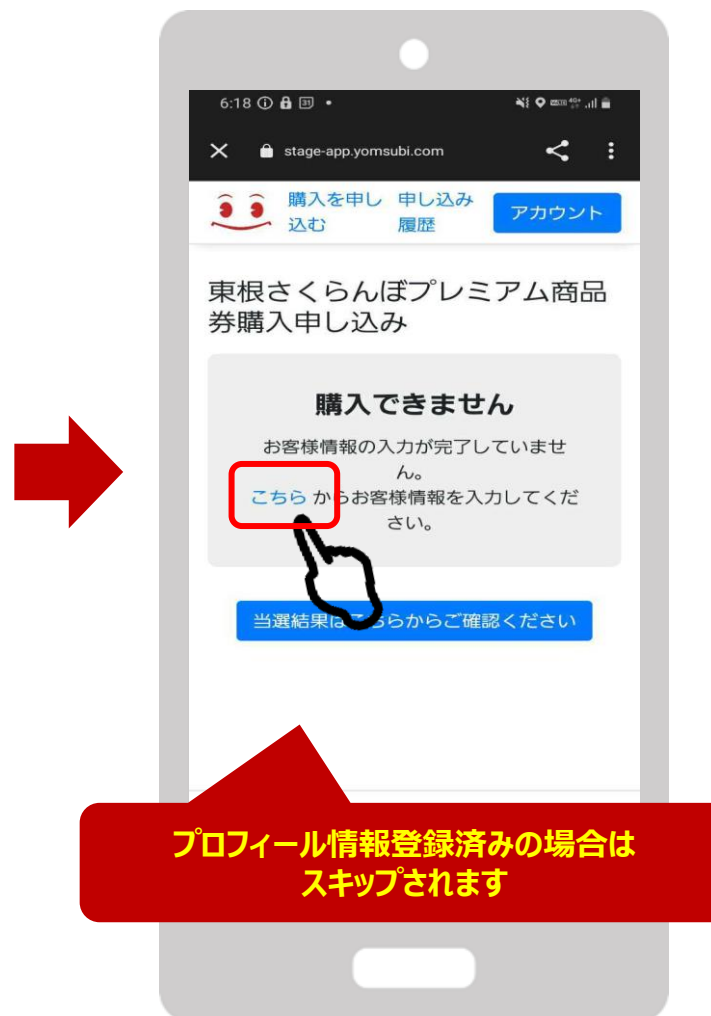 6:18
stage-app.yomsubi.com
購入を申し
込む
申し込み
履歴
アカウント
東根さくらんぼプレミアム商品
券購入申し込み
購入できません
お客様情報の入力が完了していませ
ん。
こちら からお客様情報を入力してくだ
さい。
当選結果はこちらからご確認ください
プロフィール情報登録済みの場合は
スキップされます